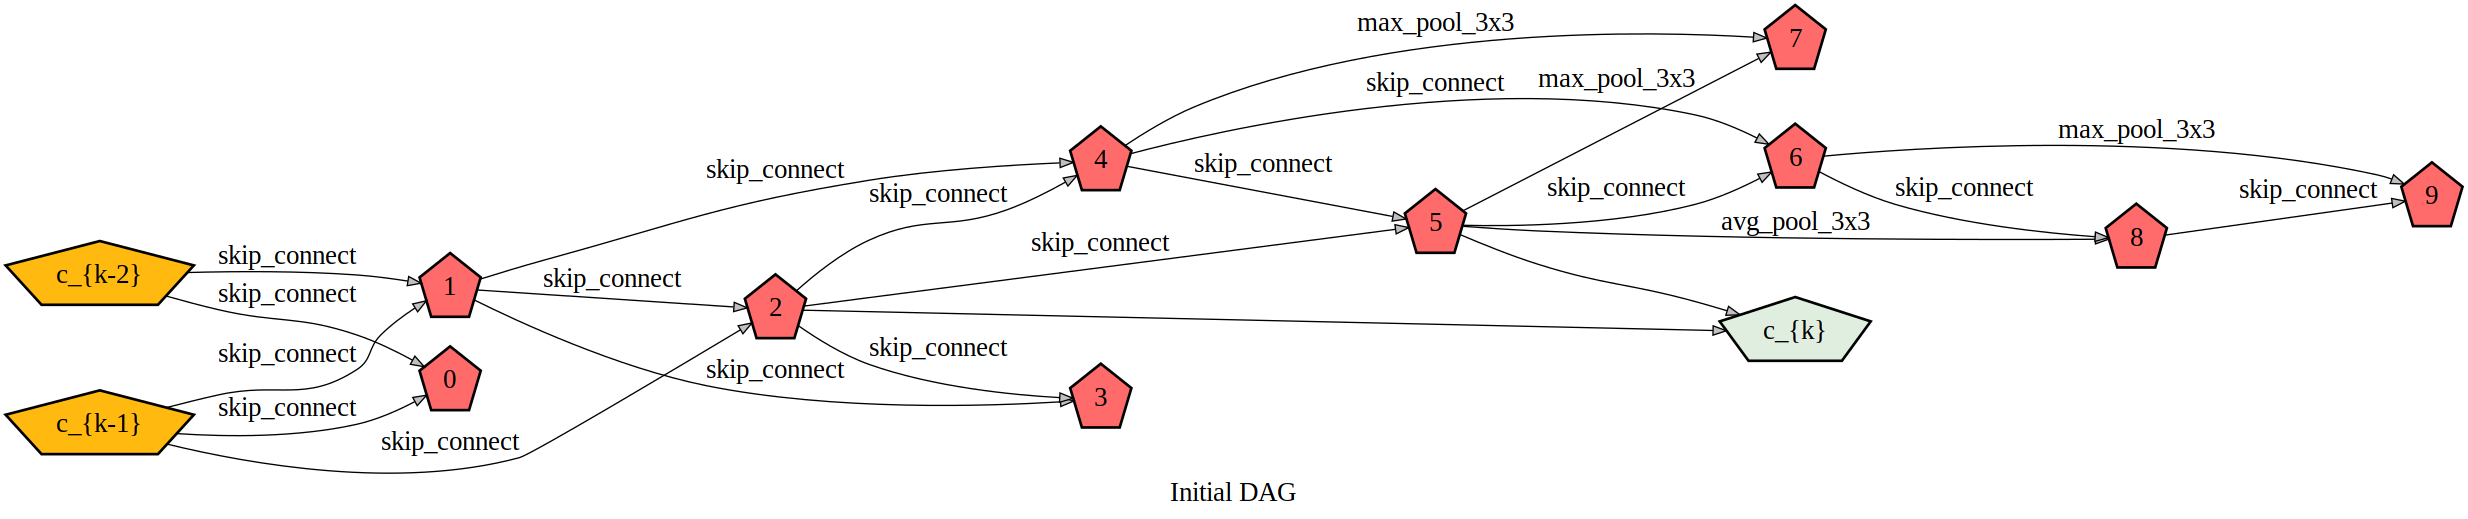 max_pool_3x3
7
skip_connect
max_pool_3x3
max_pool_3x3
4
6
skip_connect
skip_connect
skip_connect
skip_connect
skip_connect
skip_connect
9
5
avg_pool_3x3
8
skip_connect
skip_connect
c_{k-2}
skip_connect
1
skip_connect
2
c_{k}
skip_connect
skip_connect
skip_connect
0
3
skip_connect
c_{k-1}
skip_connect
Initial DAG